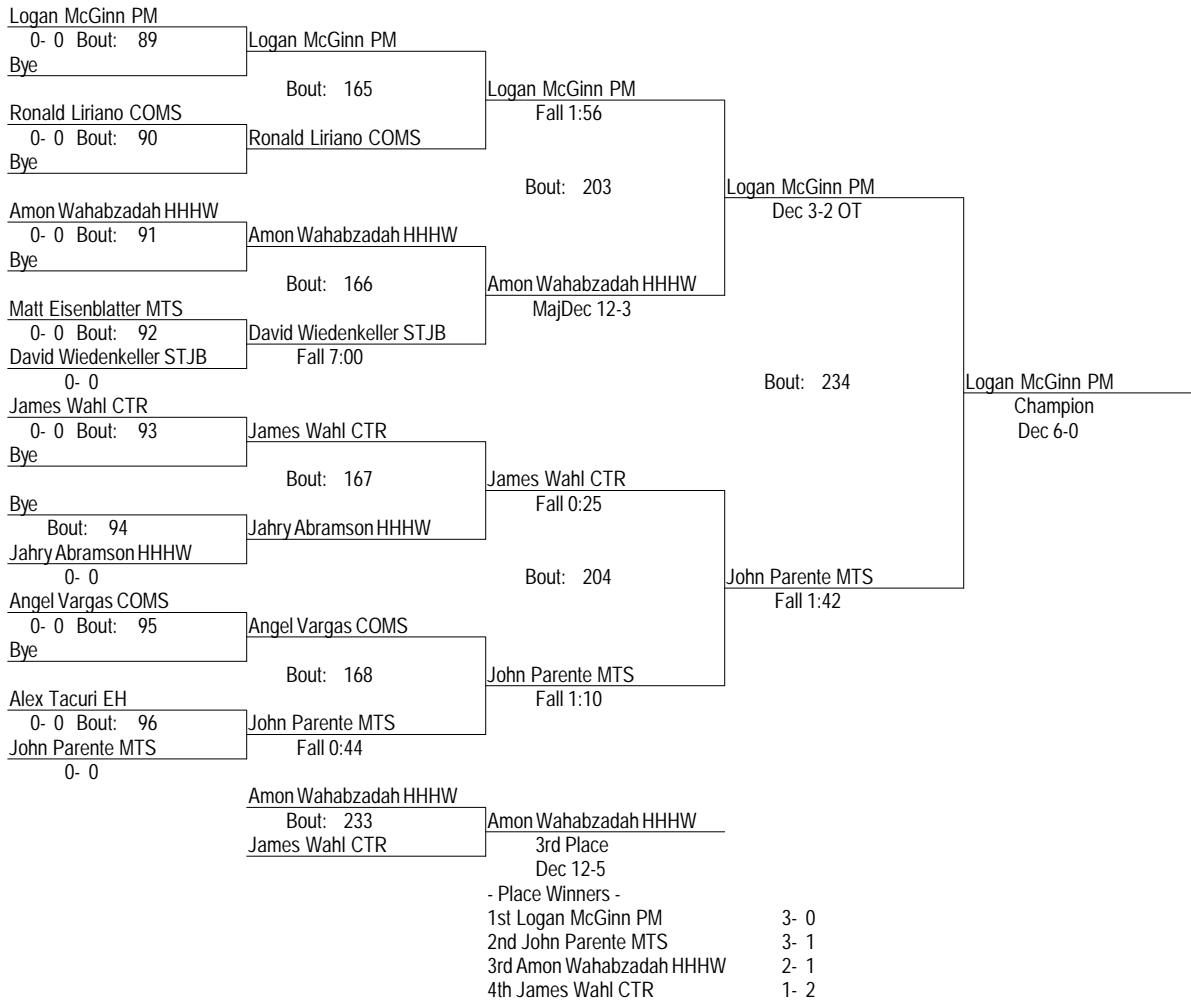 Logan McGinn PM
0- 0 Bout: 89
Bye
Logan McGinn PM
Bout: 165
Ronald Liriano COMS
0- 0 Bout: 90
Bye
Ronald Liriano COMS
Logan McGinn PM
Fall 1:56
Bout: 203
Amon Wahabzadah HHHW
0- 0 Bout: 91
Bye
Amon Wahabzadah HHHW
Bout: 166
Matt Eisenblatter MTS
0- 0 Bout: 92
David Wiedenkeller STJB
0- 0
David Wiedenkeller STJB
Fall 7:00
Amon Wahabzadah HHHW
MajDec 12-3
Logan McGinn PM
Dec 3-2 OT
Bout: 234
Logan McGinn PM
Champion
Dec 6-0
James Wahl CTR
0- 0 Bout: 93
Bye
James Wahl CTR
Bout: 167
Bye
Bout: 94
Jahry Abramson HHHW
0- 0
Jahry Abramson HHHW
James Wahl CTR
Fall 0:25
Bout: 204
Angel Vargas COMS
0- 0 Bout: 95
Bye
Angel Vargas COMS
Bout: 168
Alex Tacuri EH
0- 0 Bout: 96
John Parente MTS
0- 0
John Parente MTS
Fall 0:44
John Parente MTS
Fall 1:10
John Parente MTS
Fall 1:42
Amon Wahabzadah HHHW
Bout: 233
James Wahl CTR
Amon Wahabzadah HHHW
3rd Place
Dec 12-5
- Place Winners -
1st Logan McGinn PM 3- 0
2nd John Parente MTS 3- 1
3rd Amon Wahabzadah HHHW 2- 1
4th James Wahl CTR 1- 2